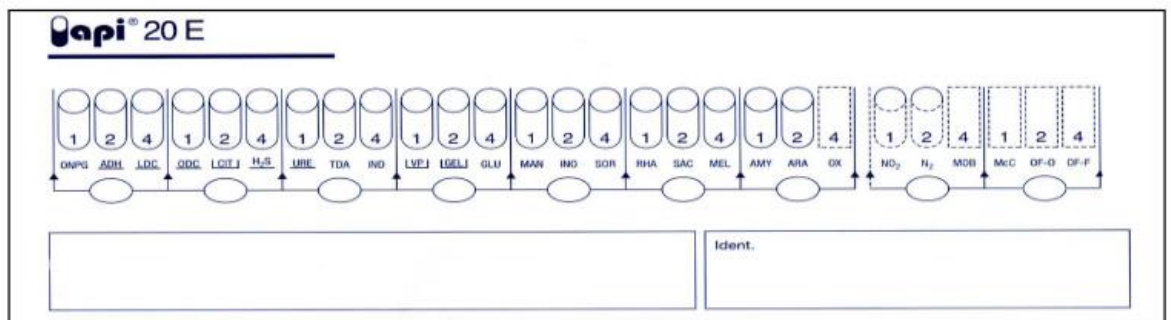 api® 20 E
1 2 4 1 2 4 1 2 4 1 2 4 1 2 4 1 2 4 1 2 4 1 2 4 1 2 4
ONPG ADH LDC ODC |CIT| H₂S URE TDA IND |VP| |GEL| GLU MAN INO SOR RHA SAC MEL AMY ARA OX NO₂ N₂ MOB McC OF-O OF-F
Ident.